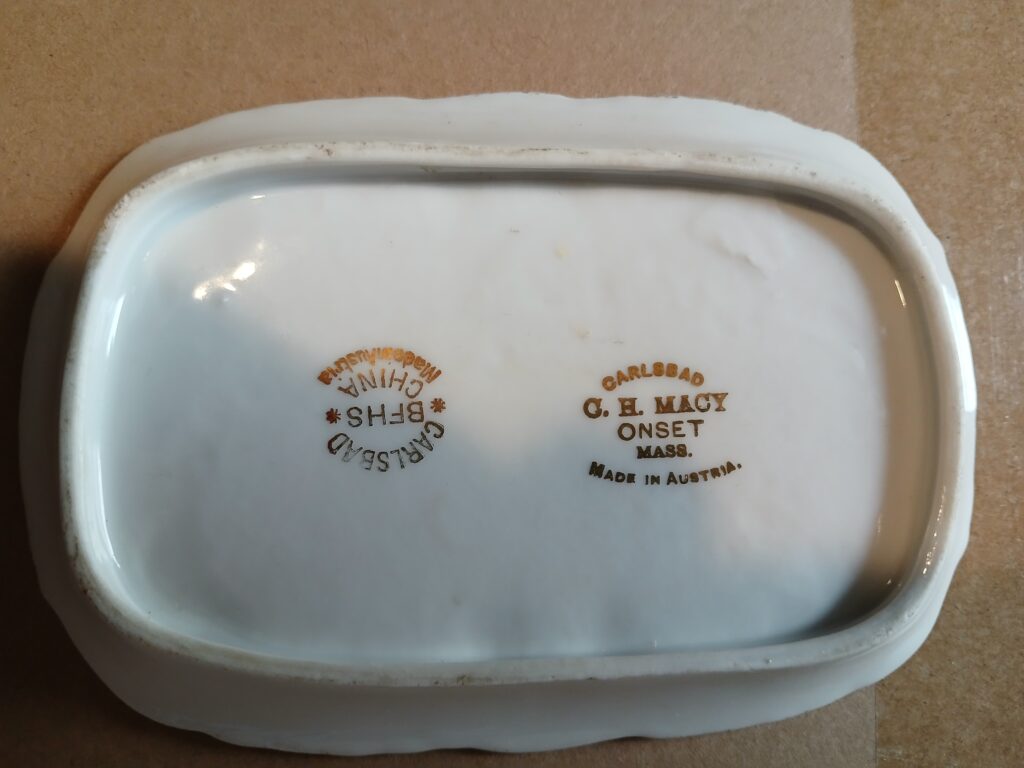 Made in Austria
CHINA
* BFHS *
CARLSBAD
CARLSBAD
C. H. MACY
ONSET
MASS.
MADE IN AUSTRIA.